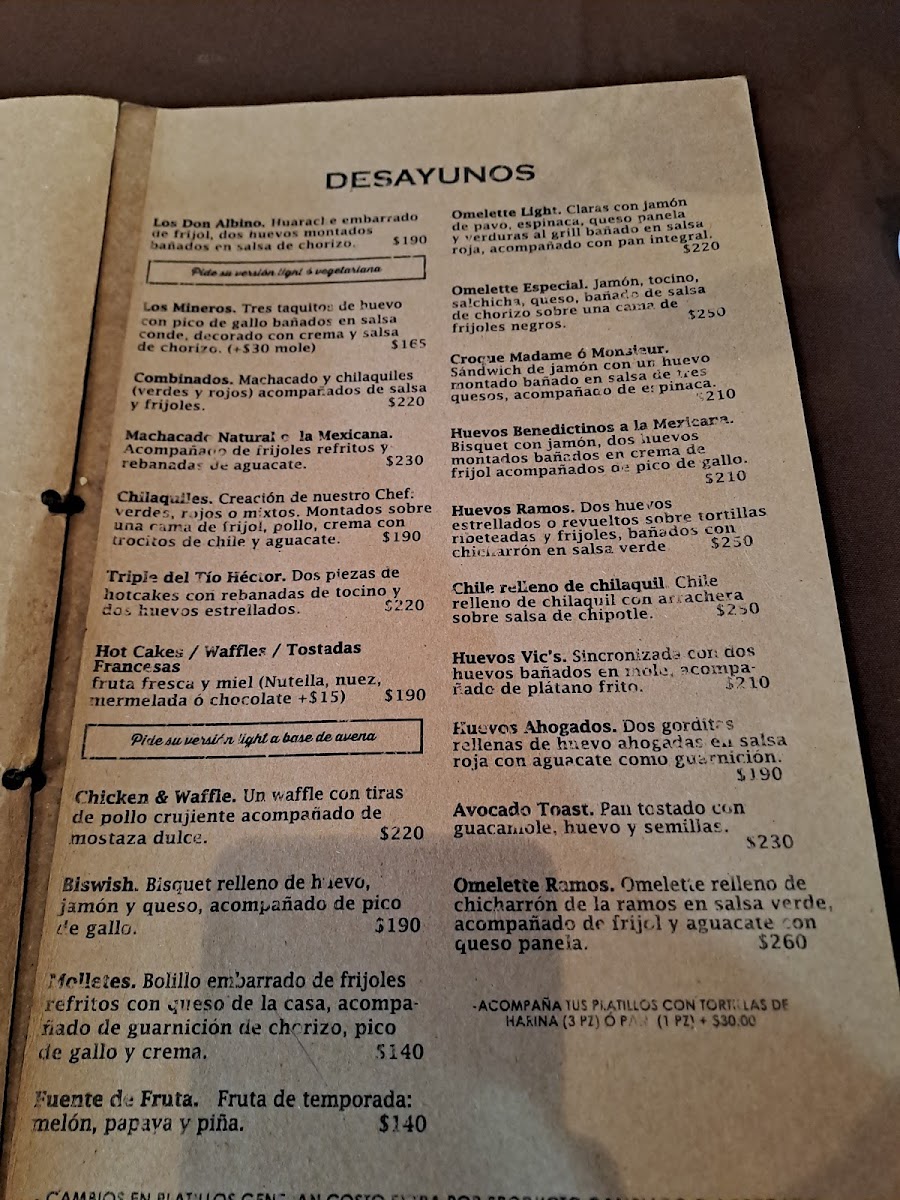 DESAYUNOS
Los Don Albino. Huarache embarrado
de frijol, dos huevos montados
bañados en salsa de chorizo. $190
Pide su versión light ó vegetariana
Los Mineros. Tres taquitos de huevo
con pico de gallo bañados en salsa
conde, decorado con crema y salsa
de chorizo. (+$30 mole) $165
Combinados. Machacado y chilaquiles
(verdes y rojos) acompañados de salsa
y frijoles. $220
Machacado Natural o la Mexicana.
Acompañado de frijoles refritos y
rebanadas de aguacate. $230
Chilaquiles. Creación de nuestro Chef:
verdes, rojos o mixtos. Montados sobre
una cama de frijol, pollo, crema con
trocitos de chile y aguacate. $190
Triple del Tío Héctor. Dos piezas de
hotcakes con rebanadas de tocino y
dos huevos estrellados. $220
Hot Cakes / Waffles / Tostadas
Francesas
fruta fresca y miel (Nutella, nuez,
mermelada ó chocolate +$15) $190
Pide su versión light a base de avena
Chicken & Waffle. Un waffle con tiras
de pollo crujiente acompañado de
mostaza dulce. $220
Biswish. Bisquet relleno de huevo,
jamón y queso, acompañado de pico
de gallo. $190
Molletes. Bolillo embarrado de frijoles
refritos con queso de la casa, acompa-
ñado de guarnición de chorizo, pico
de gallo y crema. $140
Fuente de Fruta. Fruta de temporada:
melón, papaya y piña. $140
Omelette Light. Claras con jamón
de pavo, espinaca, queso panela
y verduras al grill bañado en salsa
roja, acompañado con pan integral.
$220
Omelette Especial. Jamón, tocino,
salchicha, queso, bañado de salsa
de chorizo sobre una cama de
frijoles negros. $250
Croque Madame ó Monsieur.
Sándwich de jamón con un huevo
montado bañado en salsa de tres
quesos, acompañado de espinaca.
$210
Huevos Benedictinos a la Mexicana.
Bisquet con jamón, dos huevos
montados bañados en crema de
frijol acompañados de pico de gallo.
$210
Huevos Ramos. Dos huevos
estrellados o revueltos sobre tortillas
ribeteadas y frijoles, bañados con
chicharrón en salsa verde $250
Chile relleno de chilaquil. Chile
relleno de chilaquil con arrachera
sobre salsa de chipotle. $250
Huevos Vic's. Sincronizada con dos
huevos bañados en mole, acompa-
ñado de plátano frito. $210
Huevos Ahogados. Dos gorditas
rellenas de huevo ahogadas en salsa
roja con aguacate como guarnición.
$190
Avocado Toast. Pan tostado con
guacamole, huevo y semillas.
$230
Omelette Ramos. Omelette relleno de
chicharrón de la ramos en salsa verde,
acompañado de frijol y aguacate con
queso panela. $260
-ACOMPAÑA TUS PLATILLOS CON TORTILLAS DE
HARINA (3 PZ) Ó PAN (1 PZ) + $30.00
- CAMBIOS EN PLATILLOS GENERAN COSTO EXTRA POR PRODUCTO